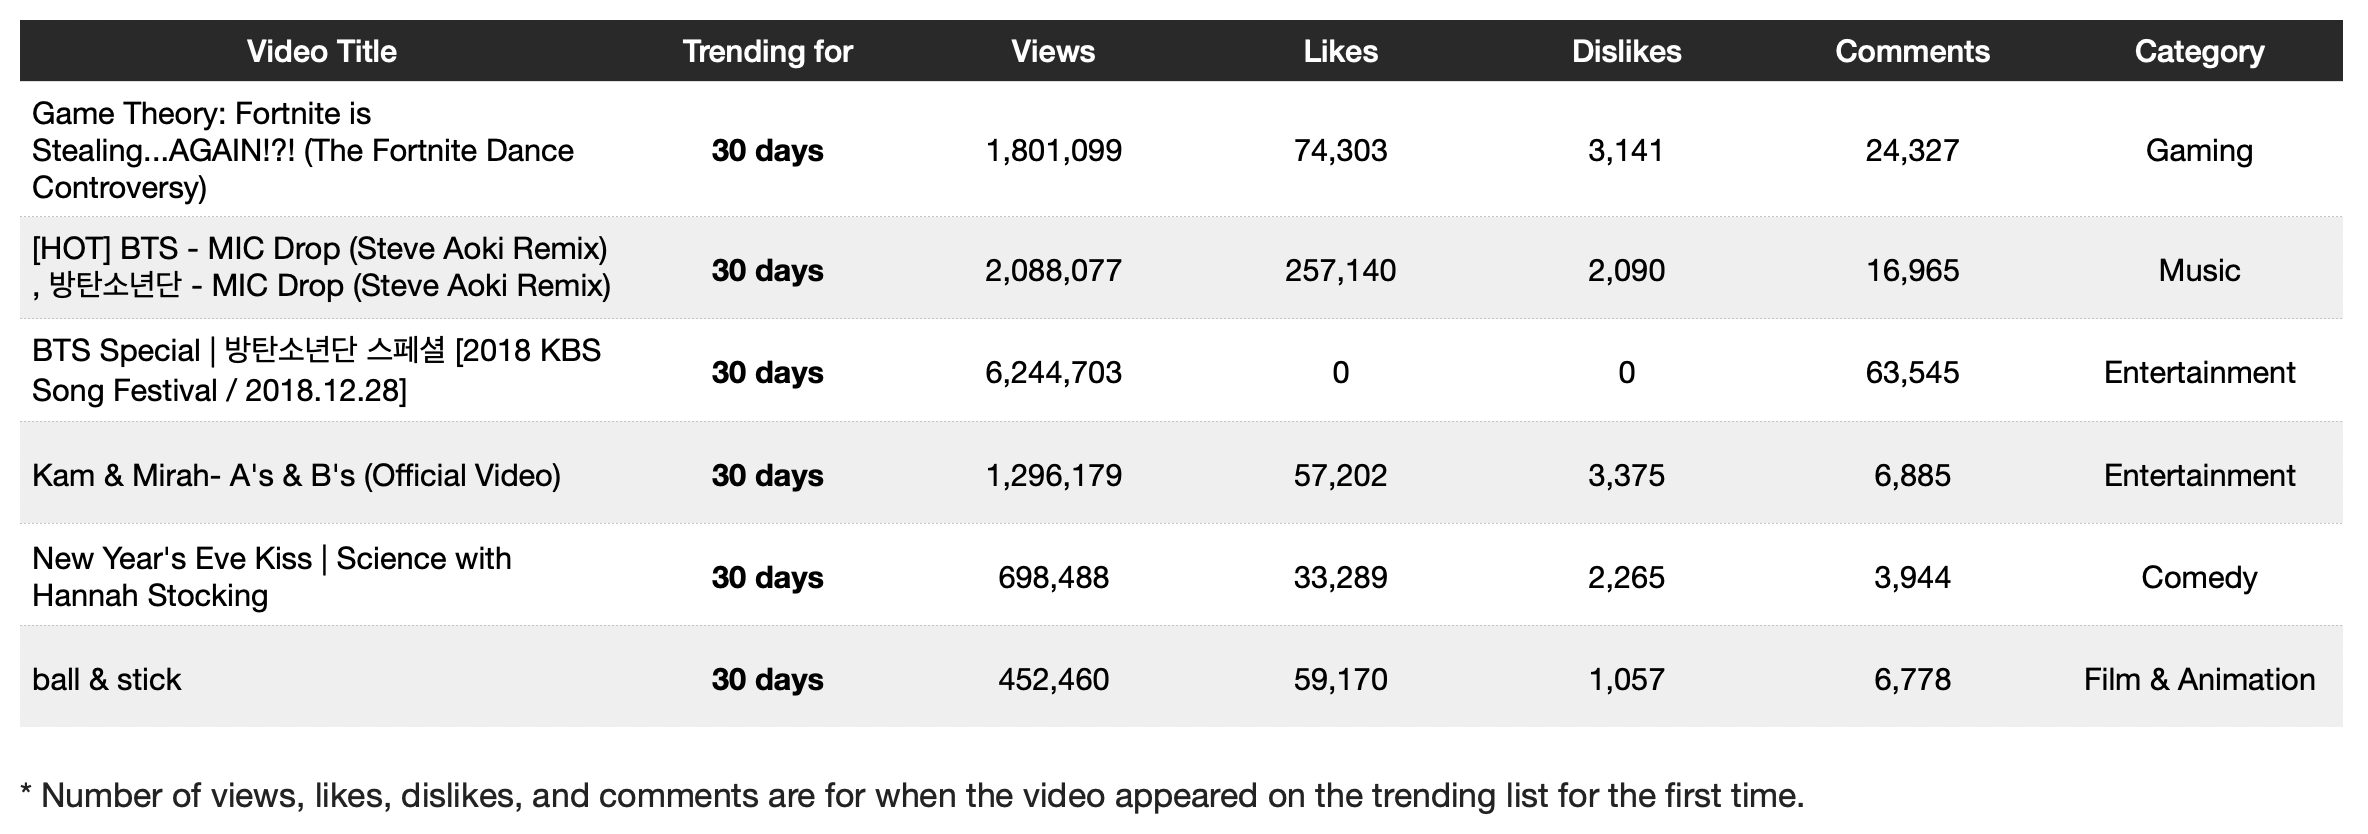 Video Title Trending for Views Likes Dislikes Comments Category
Game Theory: Fortnite is
Stealing...AGAIN!?! (The Fortnite Dance
Controversy)
30 days 1,801,099 74,303 3,141 24,327 Gaming
[HOT] BTS - MIC Drop (Steve Aoki Remix)
, 방탄소년단 - MIC Drop (Steve Aoki Remix)
30 days 2,088,077 257,140 2,090 16,965 Music
BTS Special | 방탄소년단 스페셜 [2018 KBS
Song Festival / 2018.12.28]
30 days 6,244,703 0 0 63,545 Entertainment
Kam & Mirah- A's & B's (Official Video) 30 days 1,296,179 57,202 3,375 6,885 Entertainment
New Year's Eve Kiss | Science with
Hannah Stocking
30 days 698,488 33,289 2,265 3,944 Comedy
ball & stick 30 days 452,460 59,170 1,057 6,778 Film & Animation
* Number of views, likes, dislikes, and comments are for when the video appeared on the trending list for the first time.